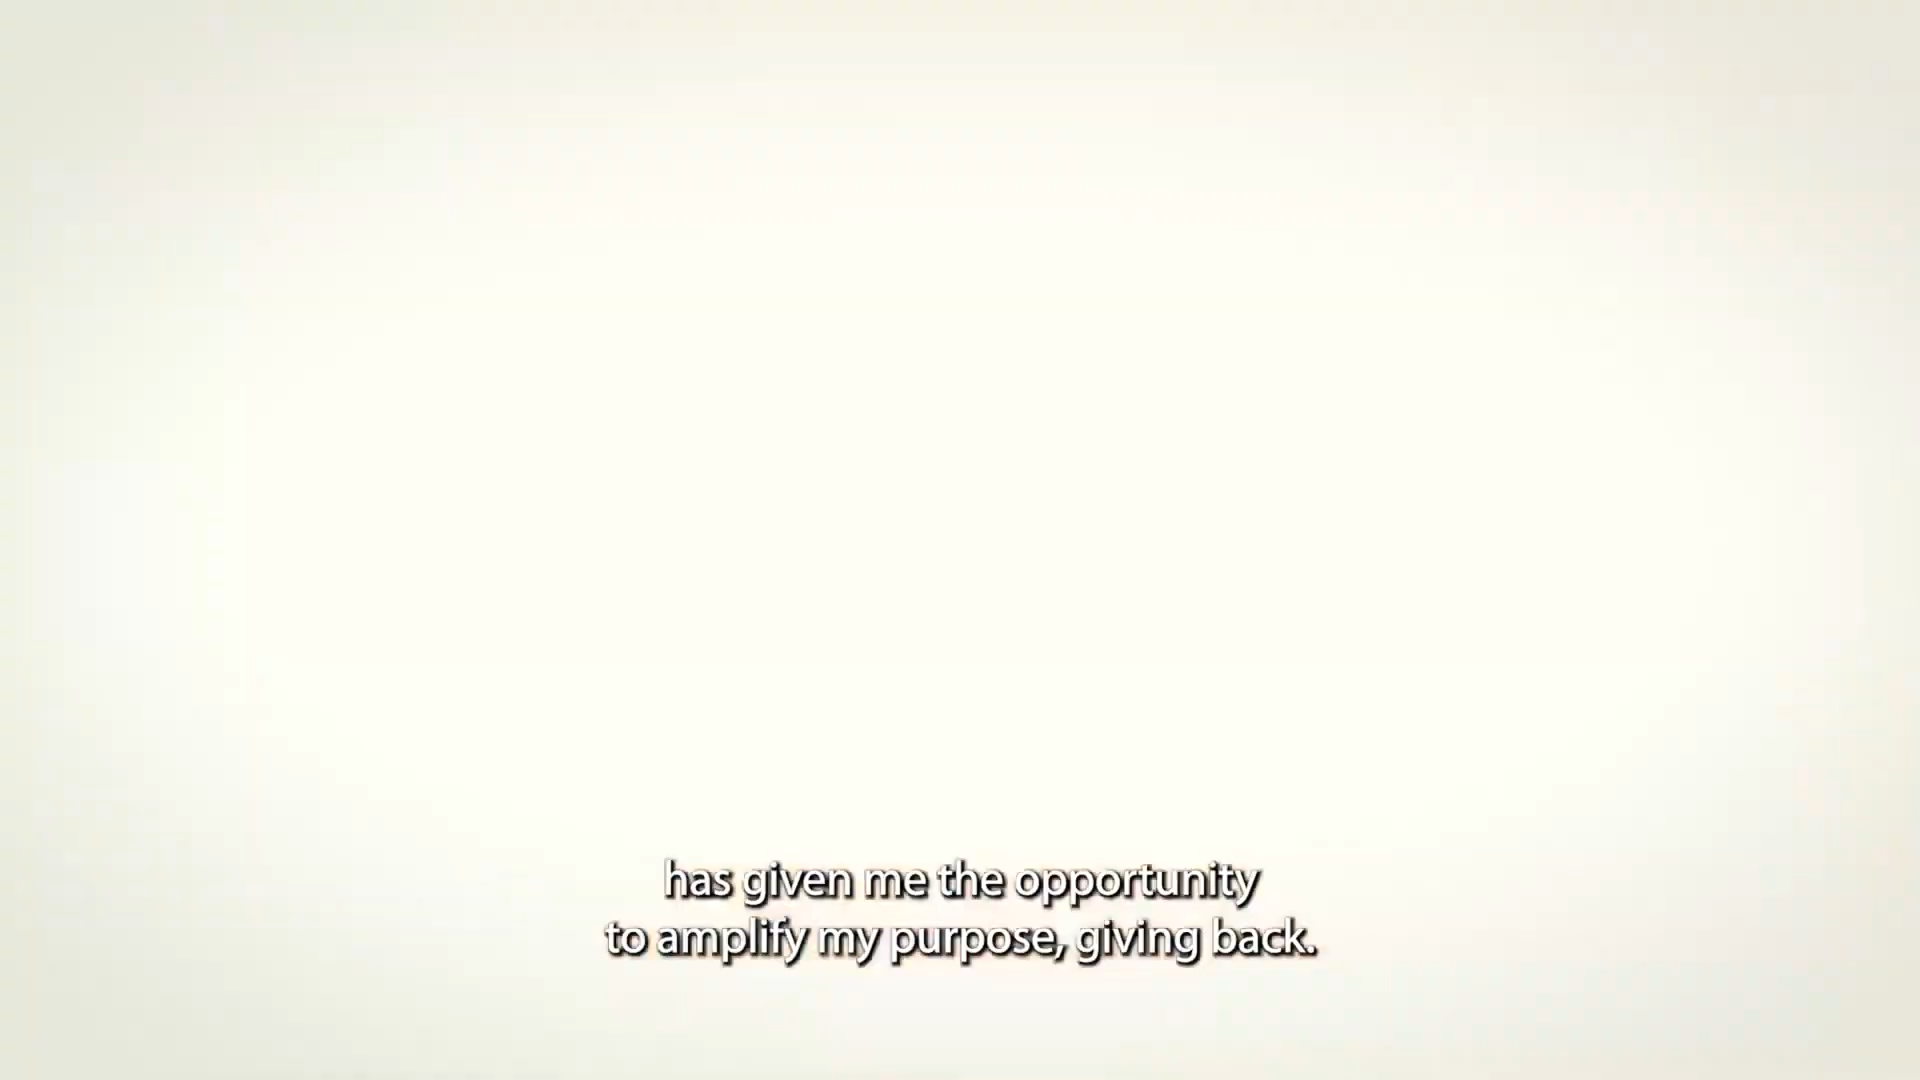 has given me the opportunity
to amplify my purpose, giving back.